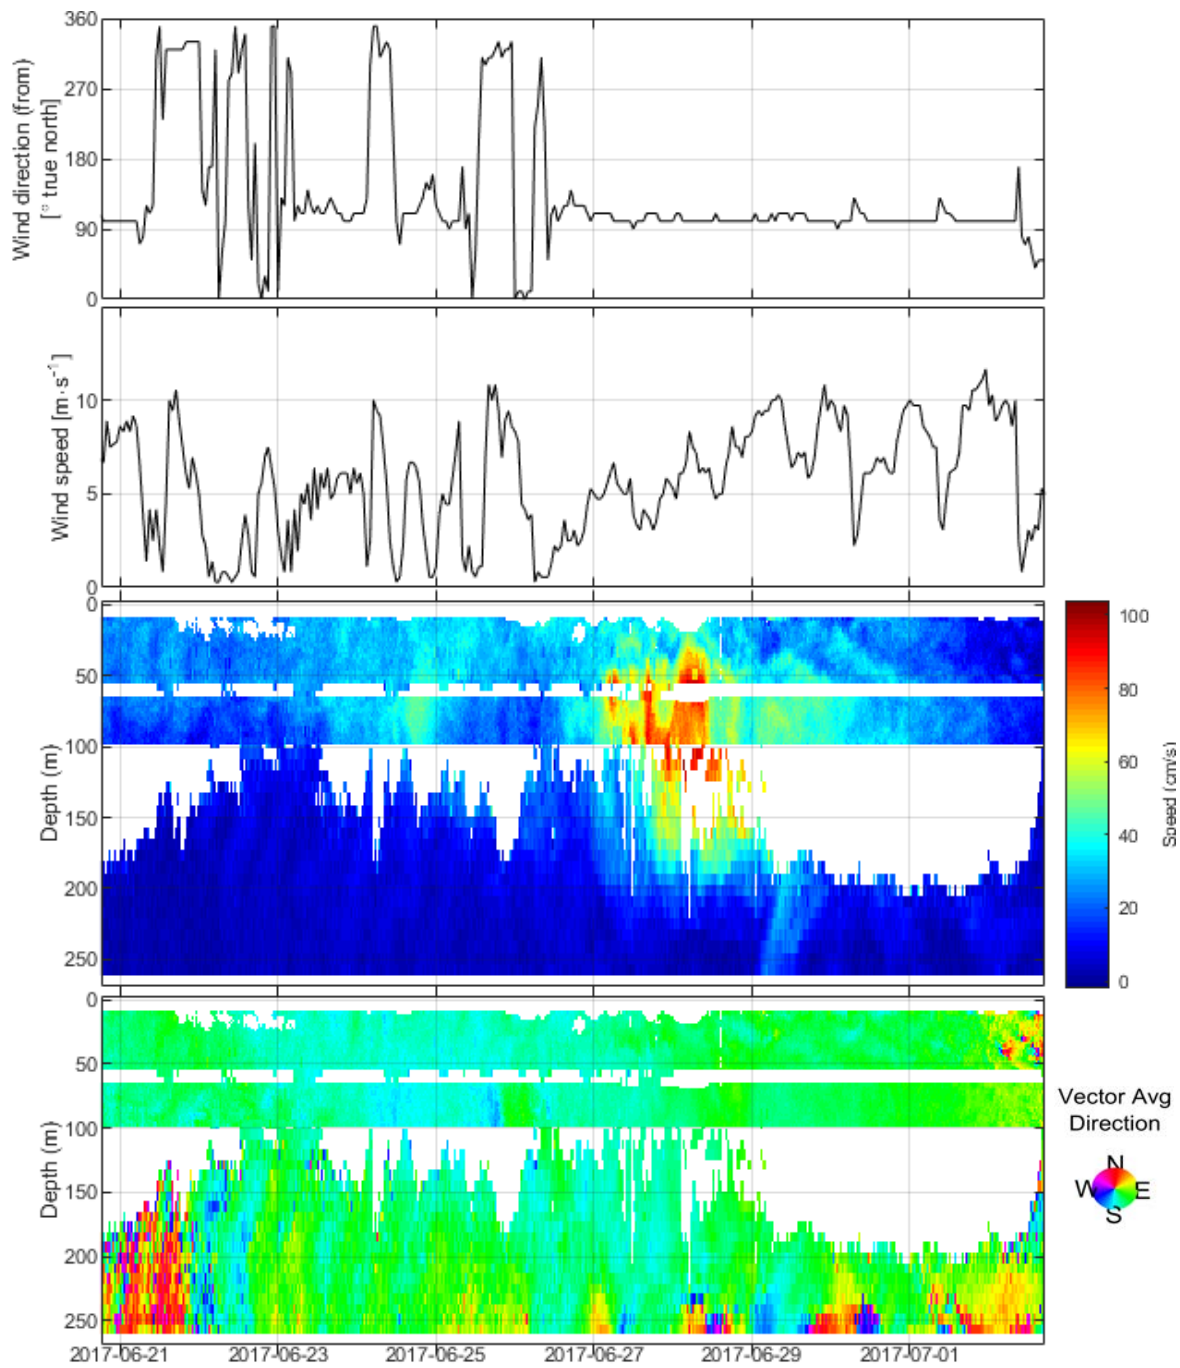 360
270
180
90
0
Wind direction (from)
[° true north]
10
5
0
Wind speed [m·s⁻¹]
0
50
100
150
200
250
Depth (m)
100
80
60
40
20
0
Speed (cm/s)
0
50
100
150
200
250
Depth (m)
Vector Avg
Direction
N
W E
S
2017-06-21 2017-06-23 2017-06-25 2017-06-27 2017-06-29 2017-07-01